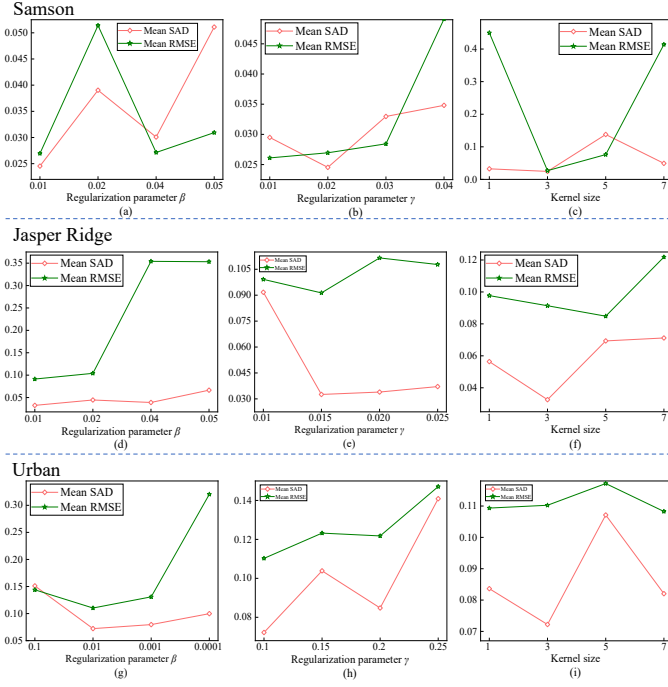 Samson
0.050
0.045
0.040
0.035
0.030
0.025
Mean SAD
Mean RMSE
0.01
0.02
0.04
0.05
Regularization parameter β
(a)
0.045
0.040
0.035
0.030
0.025
Mean SAD
Mean RMSE
0.01
0.02
0.03
0.04
Regularization parameter γ
(b)
0.4
0.3
0.2
0.1
0.0
Mean SAD
Mean RMSE
1
3
5
7
Kernel size
(c)
Jasper Ridge
0.35
0.30
0.25
0.20
0.15
0.10
0.05
Mean SAD
Mean RMSE
0.01
0.02
0.04
0.05
Regularization parameter β
(d)
0.105
0.090
0.075
0.060
0.045
0.030
Mean SAD
Mean RMSE
0.01
0.015
0.020
0.025
Regularization parameter γ
(e)
0.12
0.10
0.08
0.06
0.04
Mean SAD
Mean RMSE
1
3
5
7
Kernel size
(f)
Urban
0.30
0.25
0.20
0.15
0.10
0.05
Mean SAD
Mean RMSE
0.1
0.01
0.001
0.0001
Regularization parameter β
(g)
0.14
0.12
0.10
0.08
Mean SAD
Mean RMSE
0.1
0.15
0.2
0.25
Regularization parameter γ
(h)
0.11
0.10
0.09
0.08
0.07
Mean SAD
Mean RMSE
1
3
5
7
Kernel size
(i)